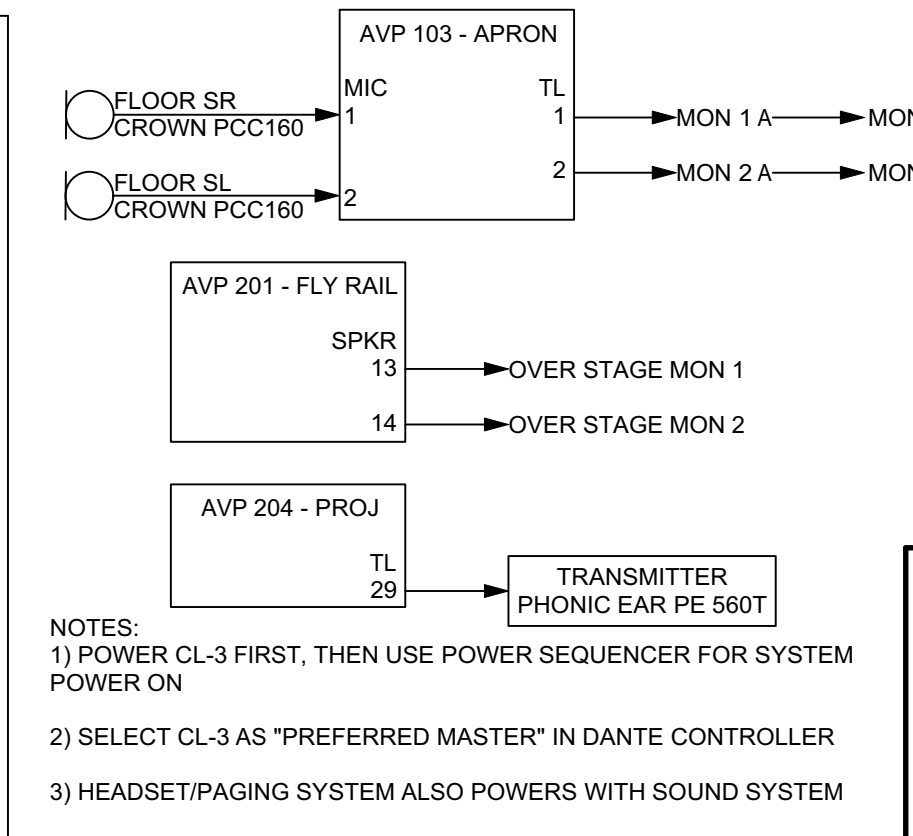 AVP 103 - APRON
MIC TL
FLOOR SR
CROWN PCC160
1 1 MON 1 A
2 MON 2 A
FLOOR SL
CROWN PCC160
2
AVP 201 - FLY RAIL
SPKR
13 OVER STAGE MON 1
14 OVER STAGE MON 2
AVP 204 - PROJ
TL
29
TRANSMITTER
PHONIC EAR PE 560T
NOTES:
1) POWER CL-3 FIRST, THEN USE POWER SEQUENCER FOR SYSTEM
POWER ON
2) SELECT CL-3 AS "PREFERRED MASTER" IN DANTE CONTROLLER
3) HEADSET/PAGING SYSTEM ALSO POWERS WITH SOUND SYSTEM